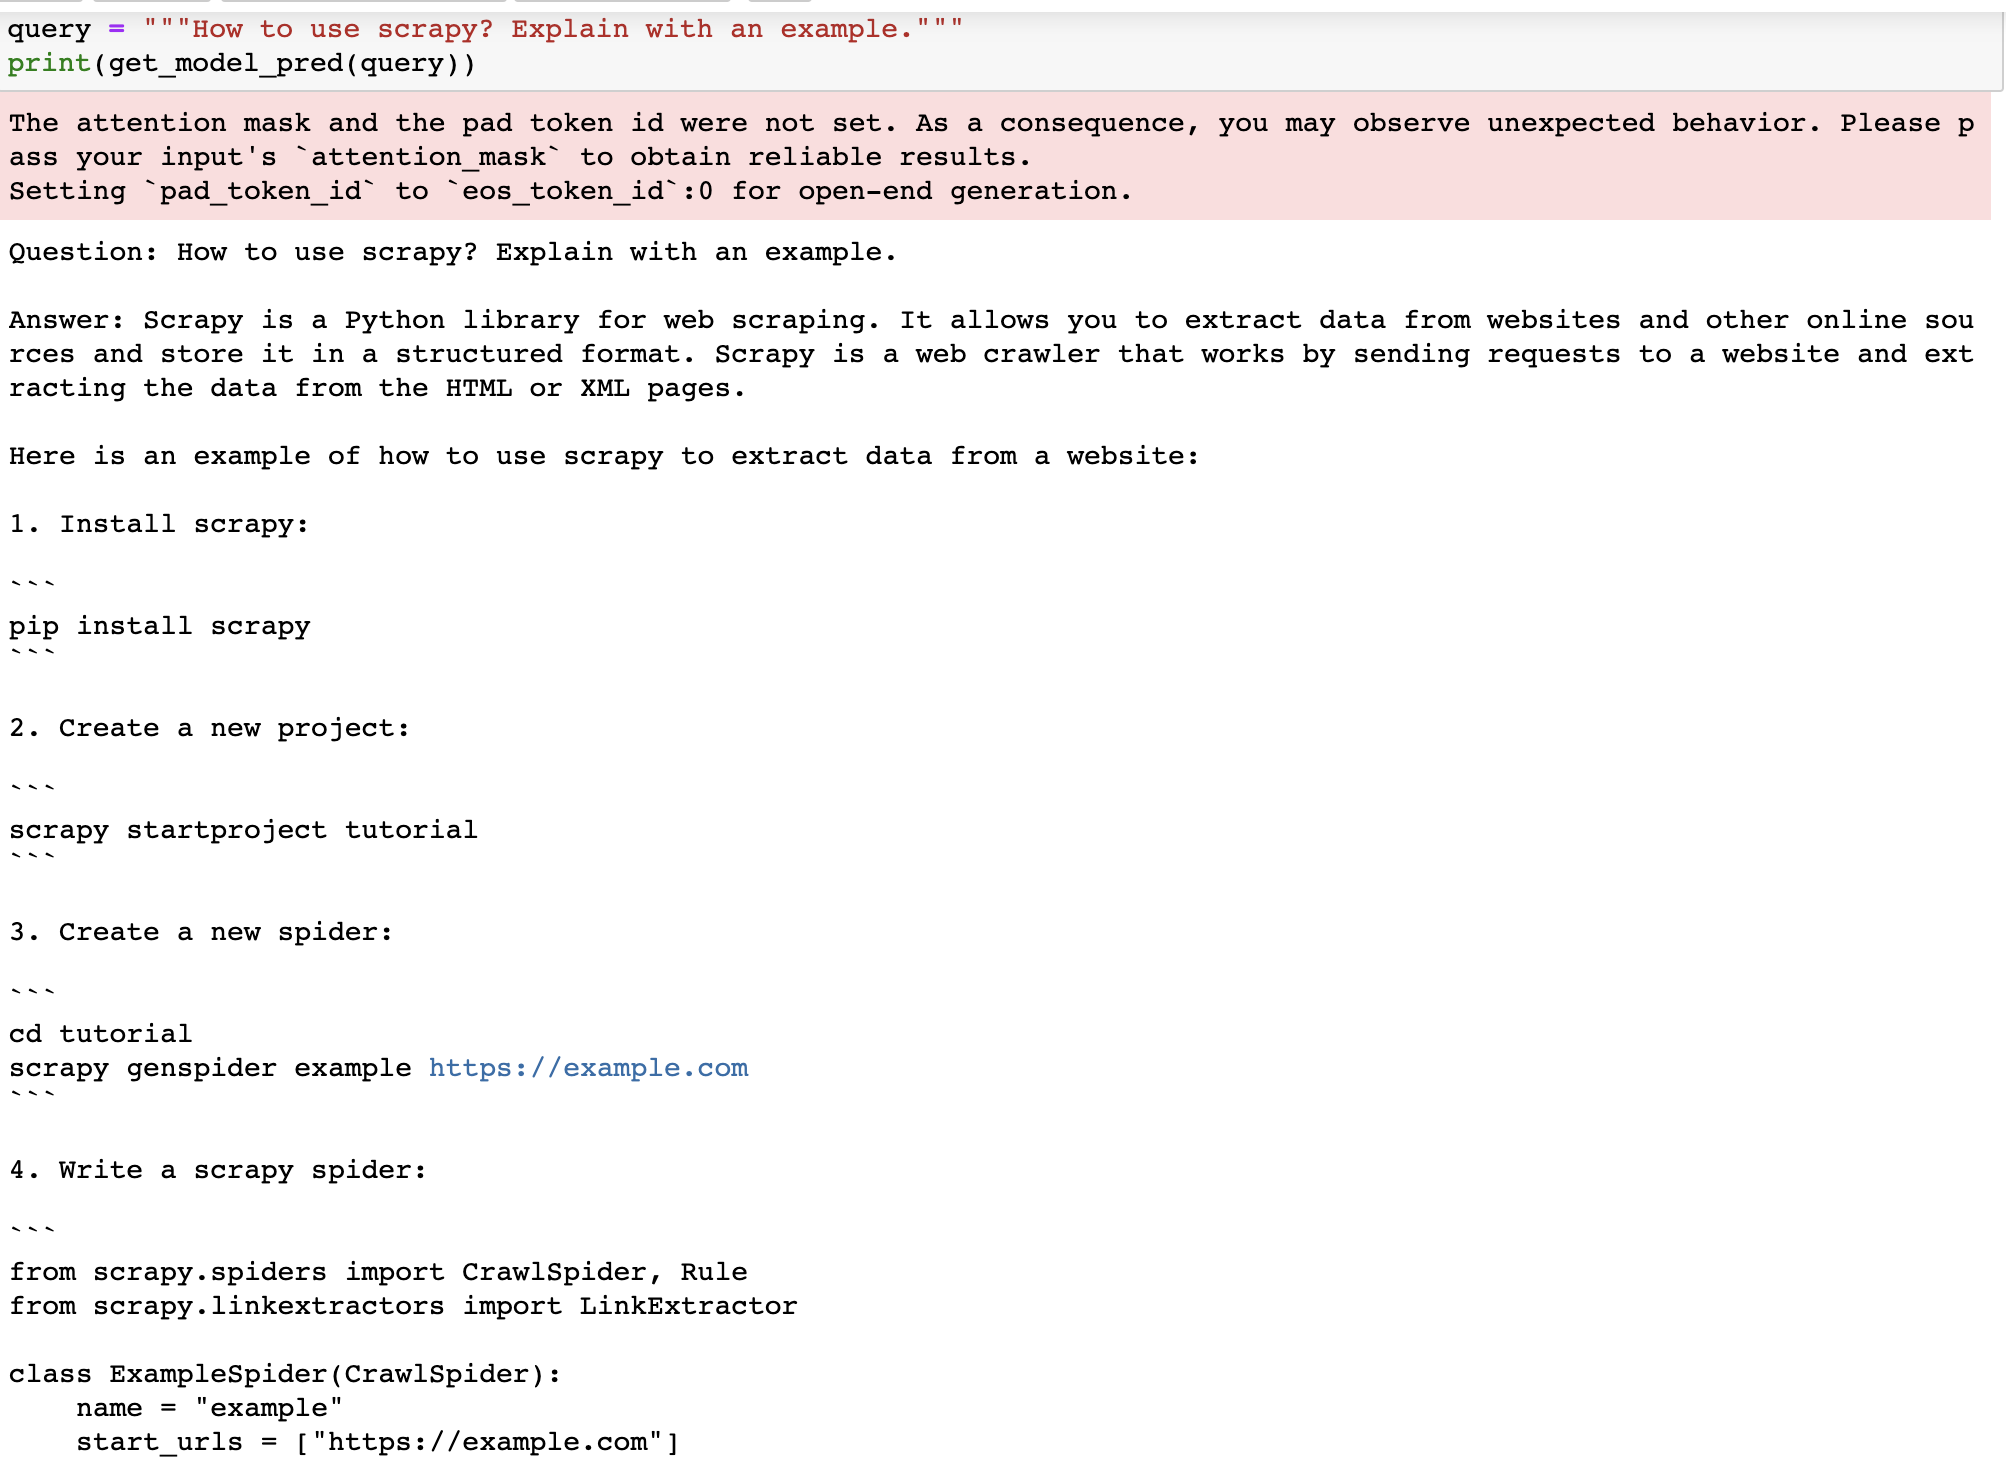 query = """How to use scrapy? Explain with an example."""
print(get_model_pred(query))
The attention mask and the pad token id were not set. As a consequence, you may observe unexpected behavior. Please p
ass your input's `attention_mask` to obtain reliable results.
Setting `pad_token_id` to `eos_token_id`:0 for open-end generation.
Question: How to use scrapy? Explain with an example.
Answer: Scrapy is a Python library for web scraping. It allows you to extract data from websites and other online sou
rces and store it in a structured format. Scrapy is a web crawler that works by sending requests to a website and ext
racting the data from the HTML or XML pages.
Here is an example of how to use scrapy to extract data from a website:
1. Install scrapy:
```
pip install scrapy
```
2. Create a new project:
```
scrapy startproject tutorial
```
3. Create a new spider:
```
cd tutorial
scrapy genspider example https://example.com
```
4. Write a scrapy spider:
```
from scrapy.spiders import CrawlSpider, Rule
from scrapy.linkextractors import LinkExtractor
class ExampleSpider(CrawlSpider):
    name = "example"
    start_urls = ["https://example.com"]